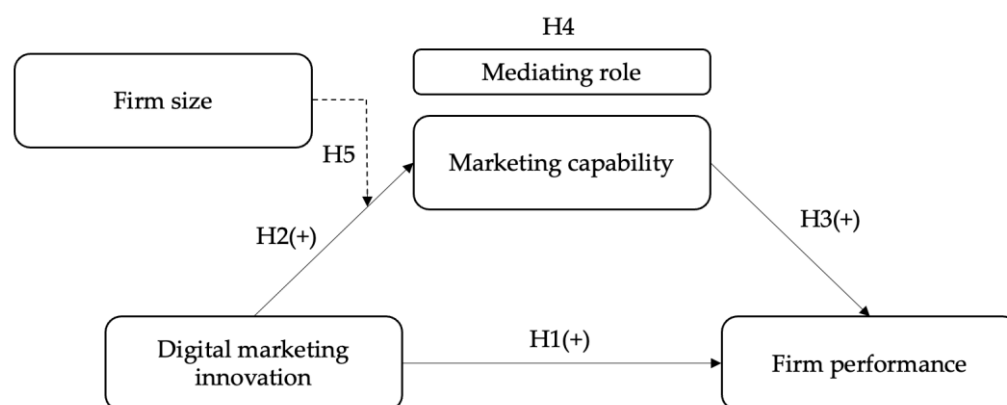 H4
Mediating role
Firm size
H5
Marketing capability
H2(+)
H3(+)
Digital marketing
innovation
H1(+)
Firm performance